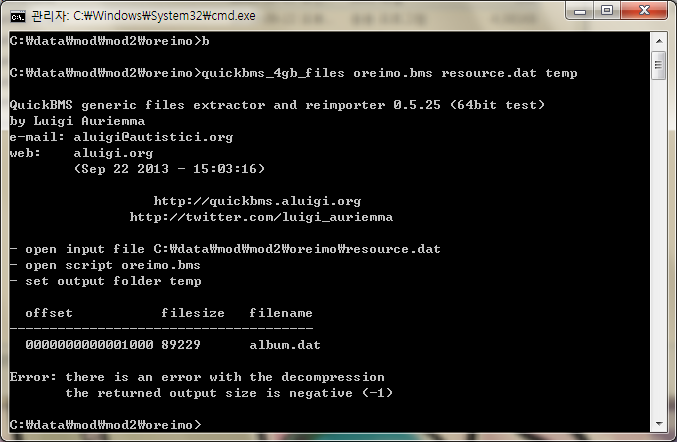 관리자: C:₩Windows₩System32₩cmd.exe
C:₩data₩mod₩mod2₩oreimo>b
C:₩data₩mod₩mod2₩oreimo>quickbms_4gb_files oreimo.bms resource.dat temp
QuickBMS generic files extractor and reimporter 0.5.25 (64bit test)
by Luigi Auriemma
e-mail: aluigi@autistici.org
web:    aluigi.org
        (Sep 22 2013 - 15:03:16)
                  http://quickbms.aluigi.org
               http://twitter.com/luigi_auriemma
- open input file C:₩data₩mod₩mod2₩oreimo₩resource.dat
- open script oreimo.bms
- set output folder temp
  offset           filesize   filename
--------------------------------------
  0000000000001000 89229      album.dat
Error: there is an error with the decompression
       the returned output size is negative (-1)
C:₩data₩mod₩mod2₩oreimo>